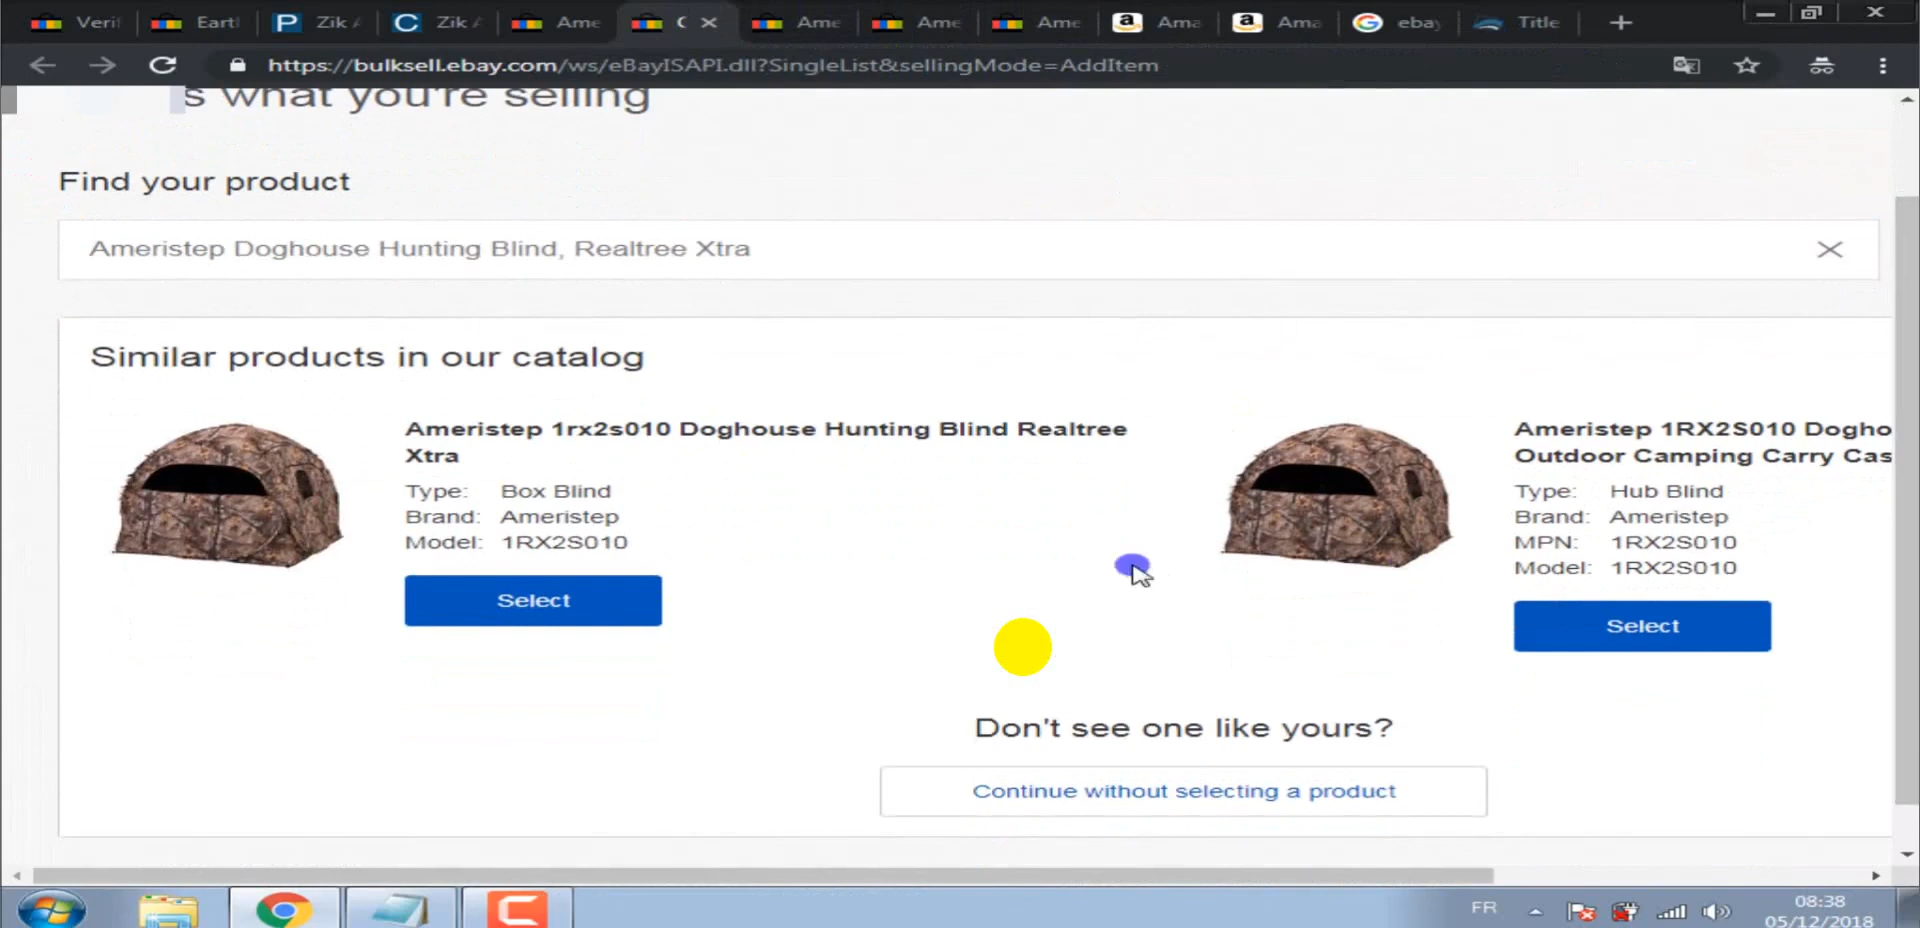 Veri Eart Zik A Zik A Ame C Ame Ame Ame Ama Ama ebay Title
https://bulksell.ebay.com/ws/eBayISAPI.dll?SingleList&sellingMode=AddItem
s what you're selling
Find your product
Ameristep Doghouse Hunting Blind, Realtree Xtra
Similar products in our catalog
Ameristep 1rx2s010 Doghouse Hunting Blind Realtree
Xtra
Type: Box Blind
Brand: Ameristep
Model: 1RX2S010
Select
Ameristep 1RX2S010 Dogho
Outdoor Camping Carry Cas
Type: Hub Blind
Brand: Ameristep
MPN: 1RX2S010
Model: 1RX2S010
Select
Don't see one like yours?
Continue without selecting a product
FR
08:38
05/12/2018